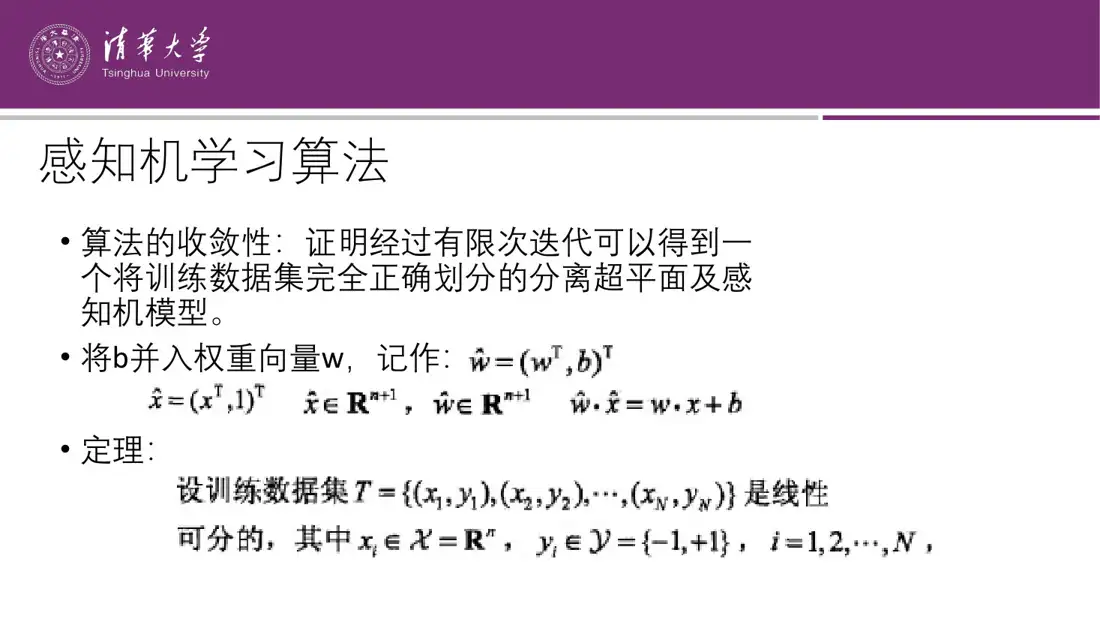 清华大学
Tsinghua University
感知机学习算法
• 算法的收敛性：证明经过有限次迭代可以得到一
个将训练数据集完全正确划分的分离超平面及感
知机模型。
• 将b并入权重向量w，记作：ŵ=(wᵀ,b)ᵀ
x̂=(xᵀ,1)ᵀ x̂∈Rⁿ⁺¹，ŵ∈Rⁿ⁺¹ ŵ·x̂=w·x+b
• 定理：
设训练数据集T={(x₁,y₁),(x₂,y₂),⋯,(x_N,y_N)}是线性
可分的，其中xᵢ∈𝒳=Rⁿ，yᵢ∈𝒴={-1,+1}，i=1,2,⋯,N，